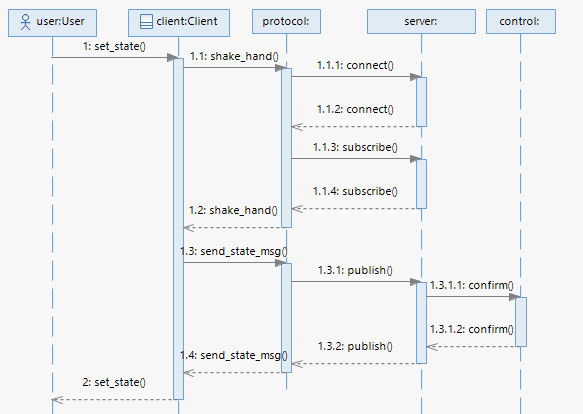 user:User
client:Client
protocol:
server:
control:
1: set_state()
1.1: shake_hand()
1.1.1: connect()
1.1.2: connect()
1.1.3: subscribe()
1.1.4: subscribe()
1.2: shake_hand()
1.3: send_state_msg()
1.3.1: publish()
1.3.1.1: confirm()
1.3.1.2: confirm()
1.3.2: publish()
1.4: send_state_msg()
2: set_state()